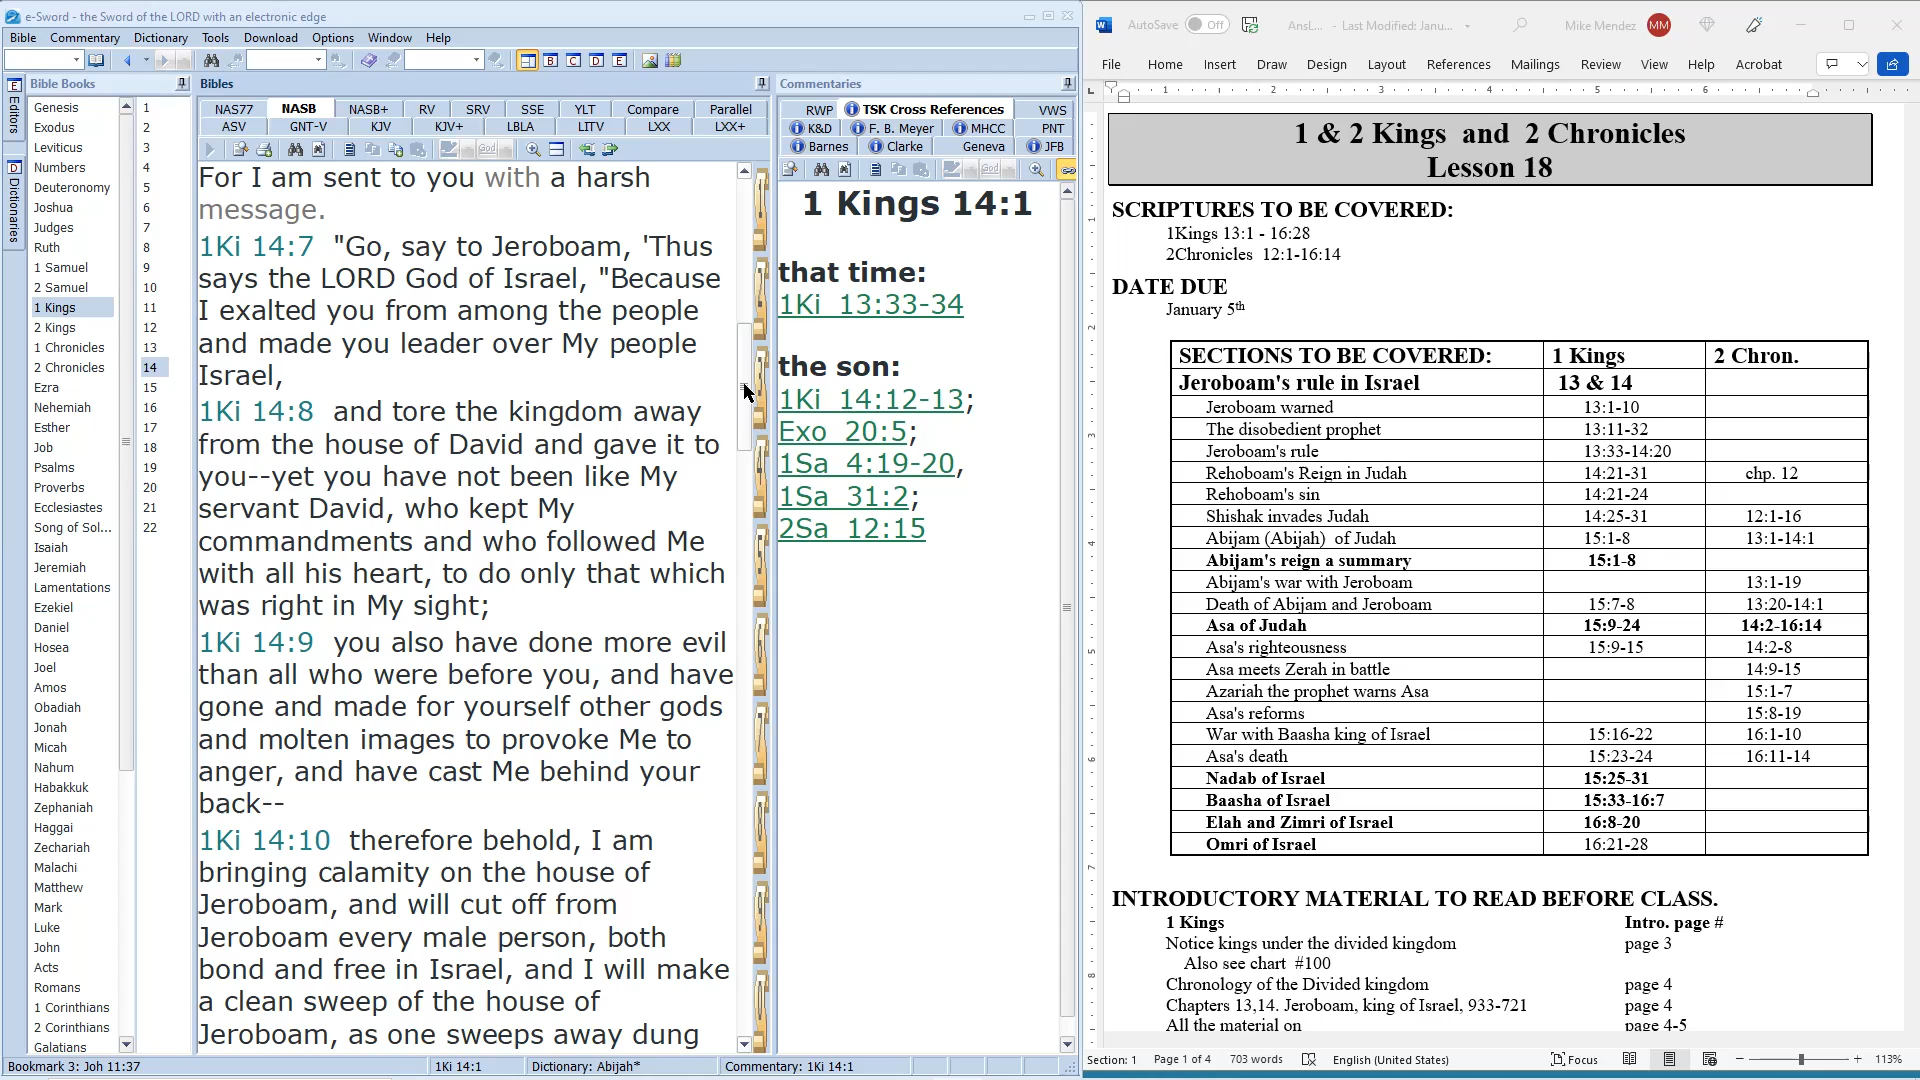 e-Sword - the Sword of the LORD with an electronic edge
Bible Commentary Dictionary Tools Download Options Window Help
B C D E
Editors
Dictionaries
Bible Books
Genesis
Exodus
Leviticus
Numbers
Deuteronomy
Joshua
Judges
Ruth
1 Samuel
2 Samuel
1 Kings
2 Kings
1 Chronicles
2 Chronicles
Ezra
Nehemiah
Esther
Job
Psalms
Proverbs
Ecclesiastes
Song of Sol...
Isaiah
Jeremiah
Lamentations
Ezekiel
Daniel
Hosea
Joel
Amos
Obadiah
Jonah
Micah
Nahum
Habakkuk
Zephaniah
Haggai
Zechariah
Malachi
Matthew
Mark
Luke
John
Acts
Romans
1 Corinthians
2 Corinthians
Galatians
1
2
3
4
5
6
7
8
9
10
11
12
13
14
15
16
17
18
19
20
21
22
Bibles
NAS77 NASB NASB+ RV SRV SSE YLT Compare Parallel
ASV GNT-V KJV KJV+ LBLA LITV LXX LXX+
God
For I am sent to you with a harsh
message.
1Ki 14:7 "Go, say to Jeroboam, 'Thus
says the LORD God of Israel, "Because
I exalted you from among the people
and made you leader over My people
Israel,
1Ki 14:8 and tore the kingdom away
from the house of David and gave it to
you--yet you have not been like My
servant David, who kept My
commandments and who followed Me
with all his heart, to do only that which
was right in My sight;
1Ki 14:9 you also have done more evil
than all who were before you, and have
gone and made for yourself other gods
and molten images to provoke Me to
anger, and have cast Me behind your
back--
1Ki 14:10 therefore behold, I am
bringing calamity on the house of
Jeroboam, and will cut off from
Jeroboam every male person, both
bond and free in Israel, and I will make
a clean sweep of the house of
Jeroboam, as one sweeps away dung
Commentaries
RWP TSK Cross References VWS
K&D F. B. Meyer MHCC PNT
Barnes Clarke Geneva JFB
God
1 Kings 14:1
that time:
1Ki 13:33-34
the son:
1Ki 14:12-13;
Exo 20:5;
1Sa 4:19-20,
1Sa 31:2;
2Sa 12:15
Bookmark 3: Joh 11:37 1Ki 14:1 Dictionary: Abijah* Commentary: 1Ki 14:1
AutoSave Off AnsL... - Last Modified: Janu... Mike Mendez MM
File Home Insert Draw Design Layout References Mailings Review View Help Acrobat
1 2 3 4 5 6
1
2
3
4
5
6
7
8
1 & 2 Kings and 2 Chronicles
Lesson 18
SCRIPTURES TO BE COVERED:
1Kings 13:1 - 16:28
2Chronicles 12:1-16:14
DATE DUE
January 5th
SECTIONS TO BE COVERED: 1 Kings 2 Chron.
Jeroboam's rule in Israel 13 & 14
Jeroboam warned 13:1-10
The disobedient prophet 13:11-32
Jeroboam's rule 13:33-14:20
Rehoboam's Reign in Judah 14:21-31 chp. 12
Rehoboam's sin 14:21-24
Shishak invades Judah 14:25-31 12:1-16
Abijam (Abijah) of Judah 15:1-8 13:1-14:1
Abijam's reign a summary 15:1-8
Abijam's war with Jeroboam 13:1-19
Death of Abijam and Jeroboam 15:7-8 13:20-14:1
Asa of Judah 15:9-24 14:2-16:14
Asa's righteousness 15:9-15 14:2-8
Asa meets Zerah in battle 14:9-15
Azariah the prophet warns Asa 15:1-7
Asa's reforms 15:8-19
War with Baasha king of Israel 15:16-22 16:1-10
Asa's death 15:23-24 16:11-14
Nadab of Israel 15:25-31
Baasha of Israel 15:33-16:7
Elah and Zimri of Israel 16:8-20
Omri of Israel 16:21-28
INTRODUCTORY MATERIAL TO READ BEFORE CLASS.
1 Kings Intro. page #
Notice kings under the divided kingdom page 3
Also see chart #100
Chronology of the Divided kingdom page 4
Chapters 13,14. Jeroboam, king of Israel, 933-721 page 4
All the material on page 4-5
Section: 1 Page 1 of 4 703 words English (United States) Focus 113%